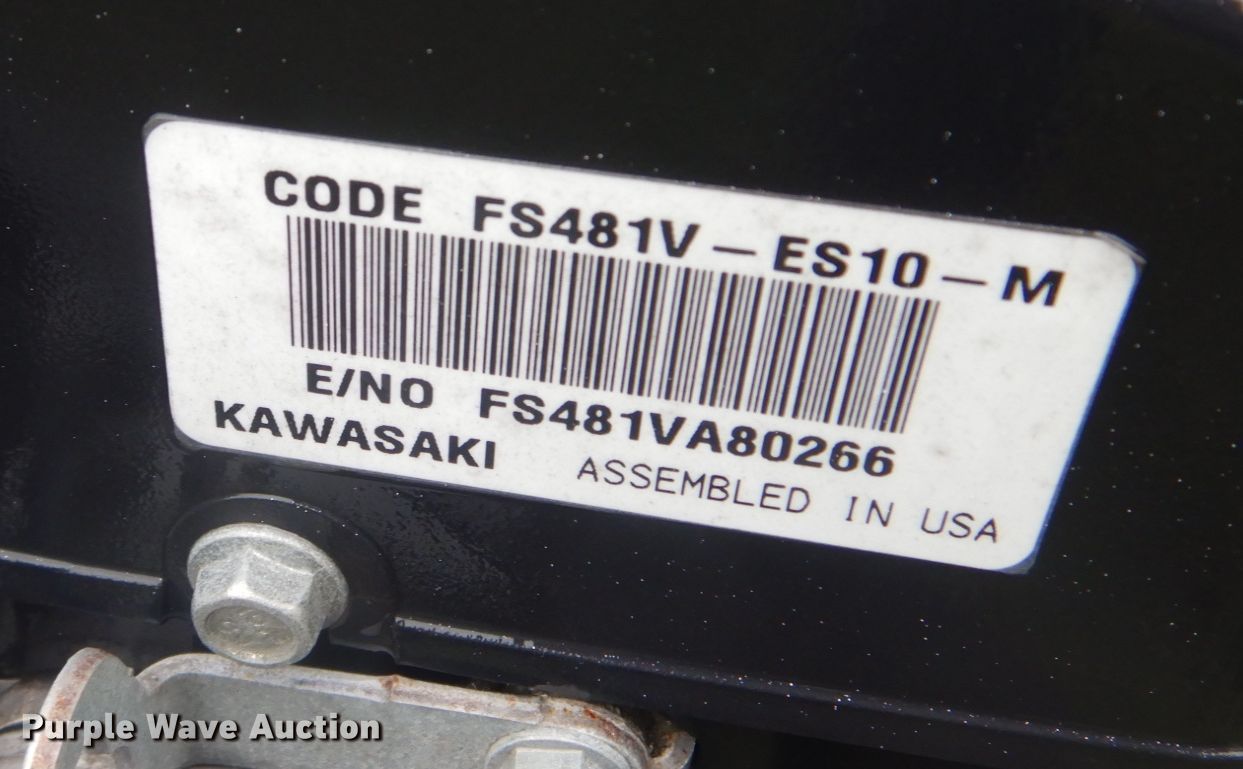 CODE FS481V-ES10-M
E/NO FS481VA80266
KAWASAKI ASSEMBLED IN USA
Purple Wave Auction